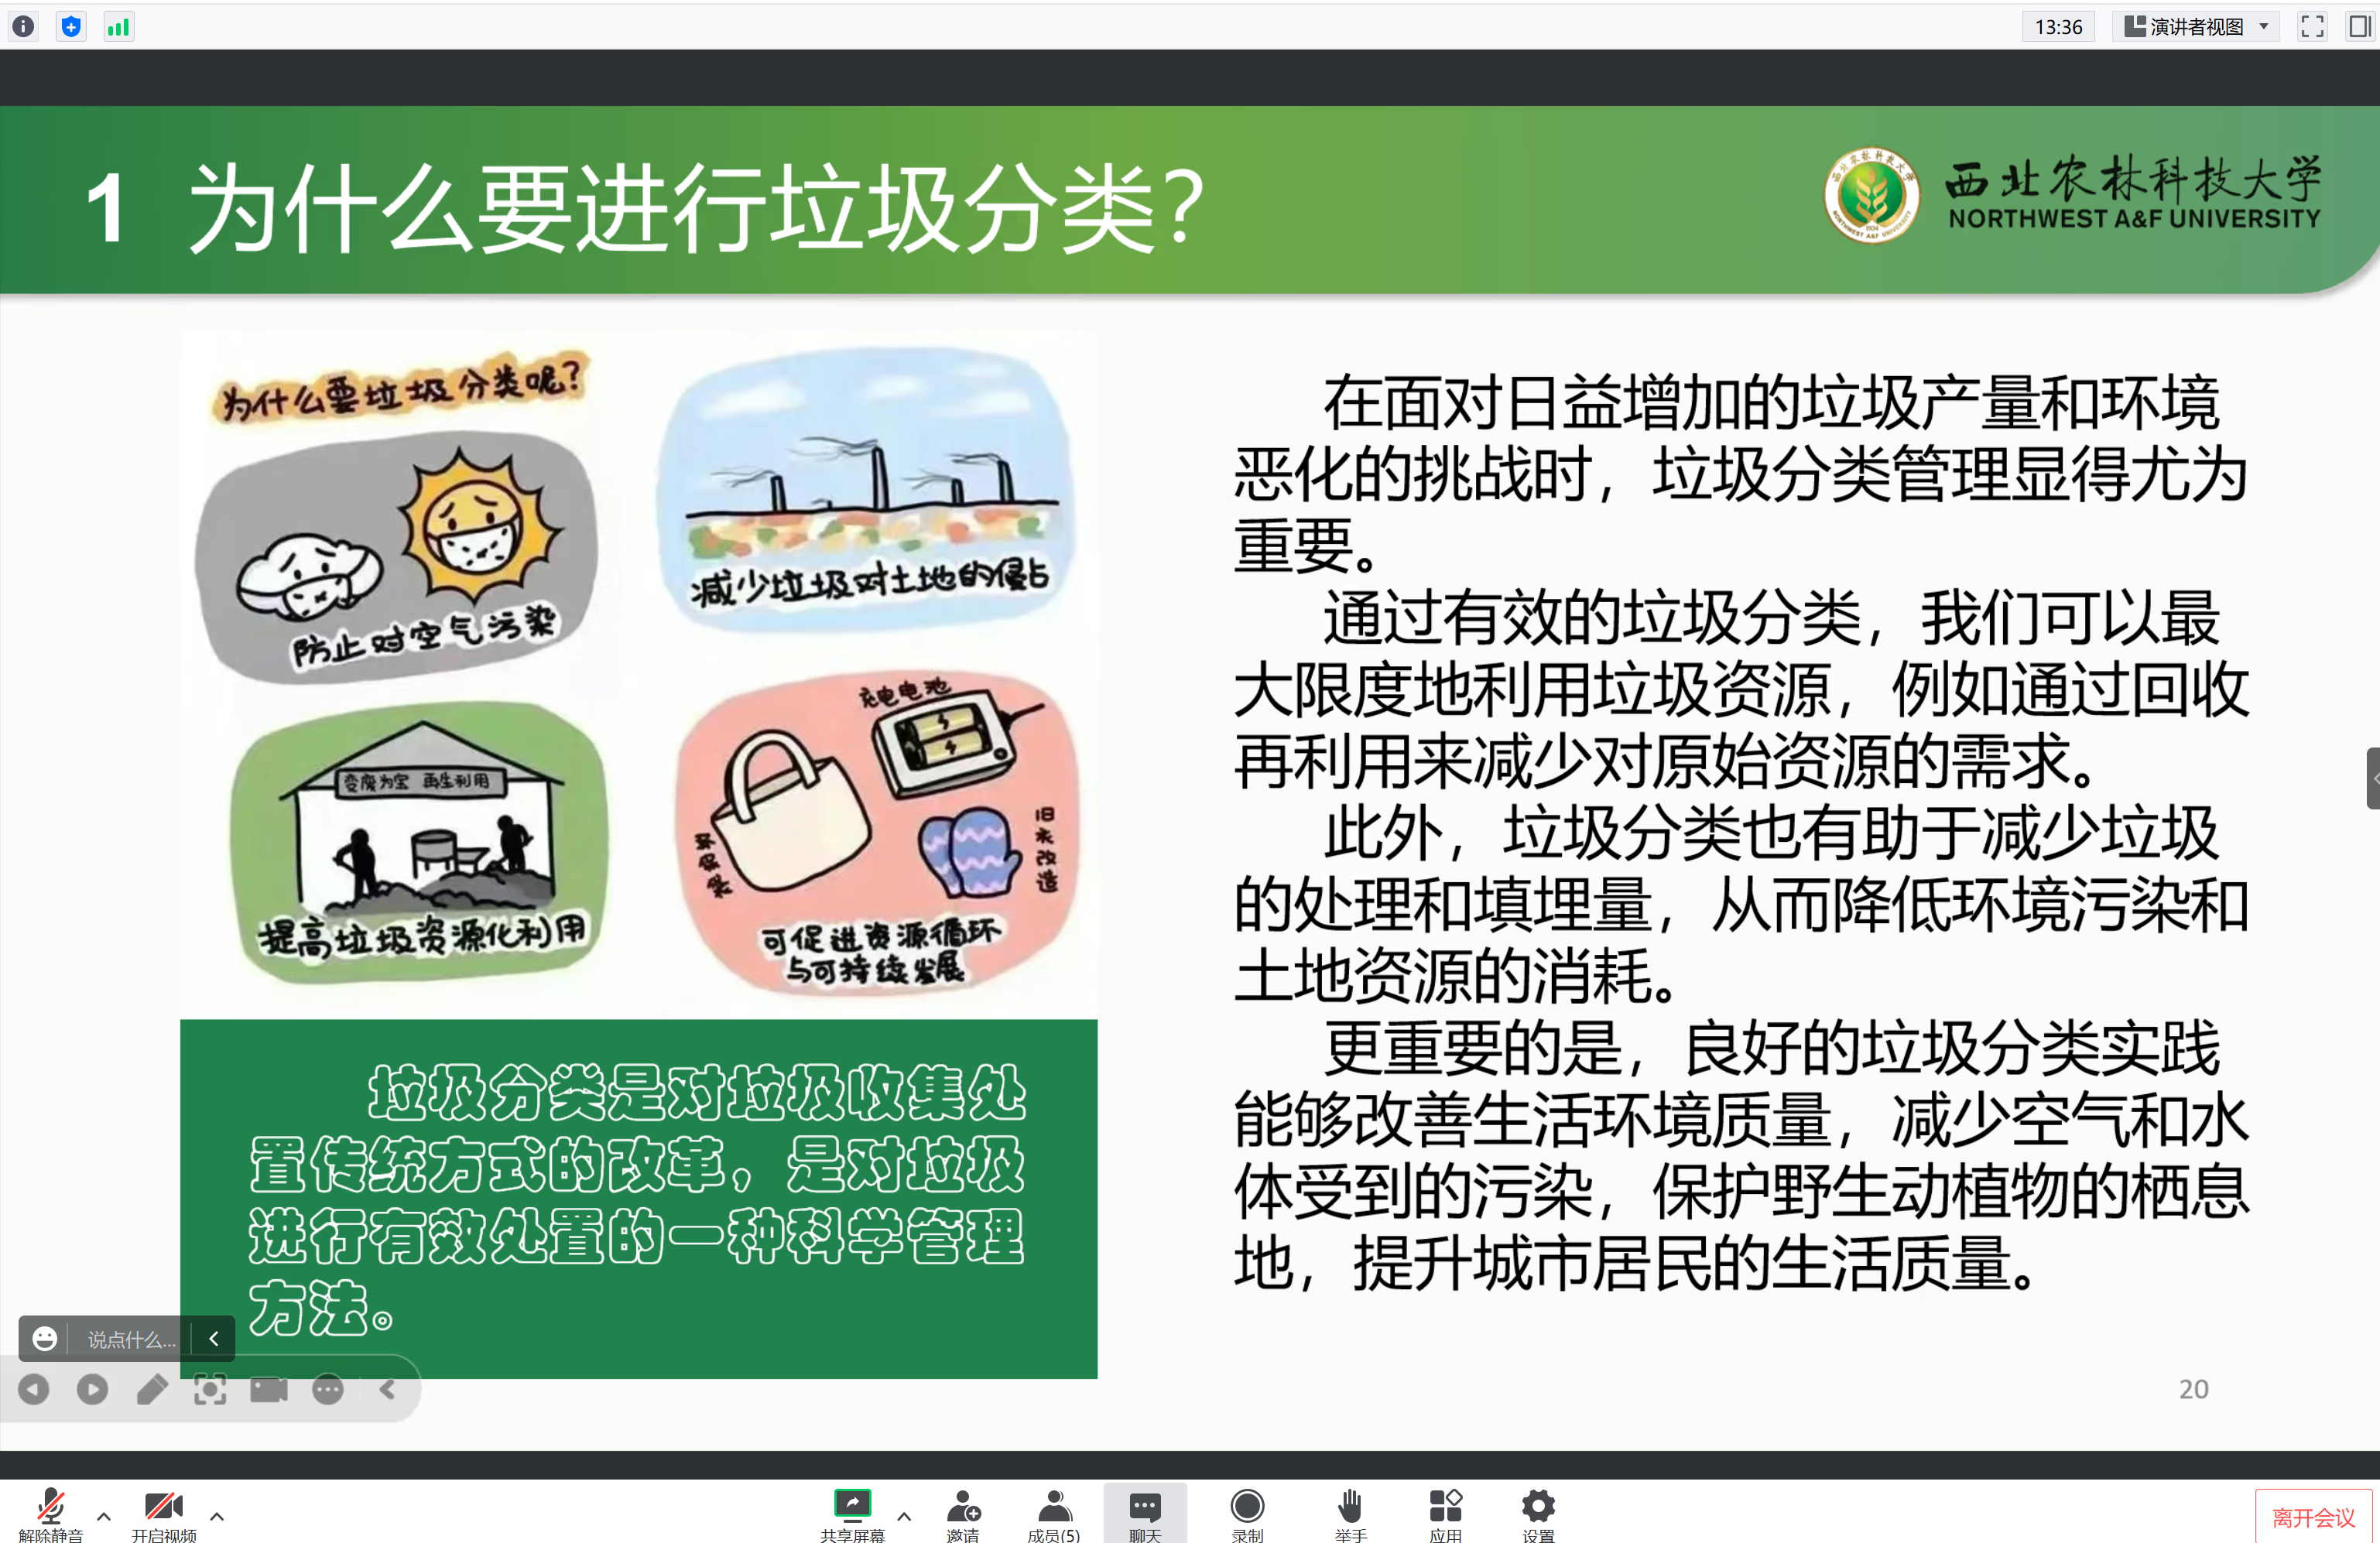 13:36
演讲者视图
1 为什么要进行垃圾分类？
西北农林科技大学
NORTHWEST A&F UNIVERSITY
为什么要垃圾分类呢？
防止对空气污染
减少垃圾对土地的侵占
变废为宝 再生利用
提高垃圾资源化利用
充电电池
环保袋
旧衣改造
可促进资源循环
与可持续发展
垃圾分类是对垃圾收集处
置传统方式的改革，是对垃圾
进行有效处置的一种科学管理
方法。
在面对日益增加的垃圾产量和环境
恶化的挑战时，垃圾分类管理显得尤为
重要。
通过有效的垃圾分类，我们可以最
大限度地利用垃圾资源，例如通过回收
再利用来减少对原始资源的需求。
此外，垃圾分类也有助于减少垃圾
的处理和填埋量，从而降低环境污染和
土地资源的消耗。
更重要的是，良好的垃圾分类实践
能够改善生活环境质量，减少空气和水
体受到的污染，保护野生动植物的栖息
地，提升城市居民的生活质量。
20
说点什么...
解除静音
开启视频
共享屏幕
邀请
成员(5)
聊天
录制
举手
应用
设置
离开会议